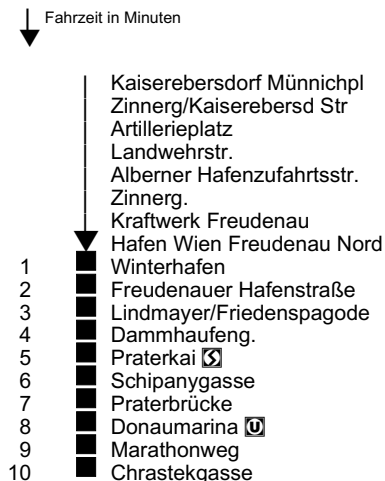 Fahrzeit in Minuten
Kaiserebersdorf Münnichpl
Zinnerg/Kaiserebersd Str
Artillerieplatz
Landwehrstr.
Alberner Hafenzufahrtsstr.
Zinnerg.
Kraftwerk Freudenau
Hafen Wien Freudenau Nord
1 Winterhafen
2 Freudenauer Hafenstraße
3 Lindmayer/Friedenspagode
4 Dammhaufeng.
5 Praterkai S
6 Schipanygasse
7 Praterbrücke
8 Donaumarina U
9 Marathonweg
10 Chrastekgasse